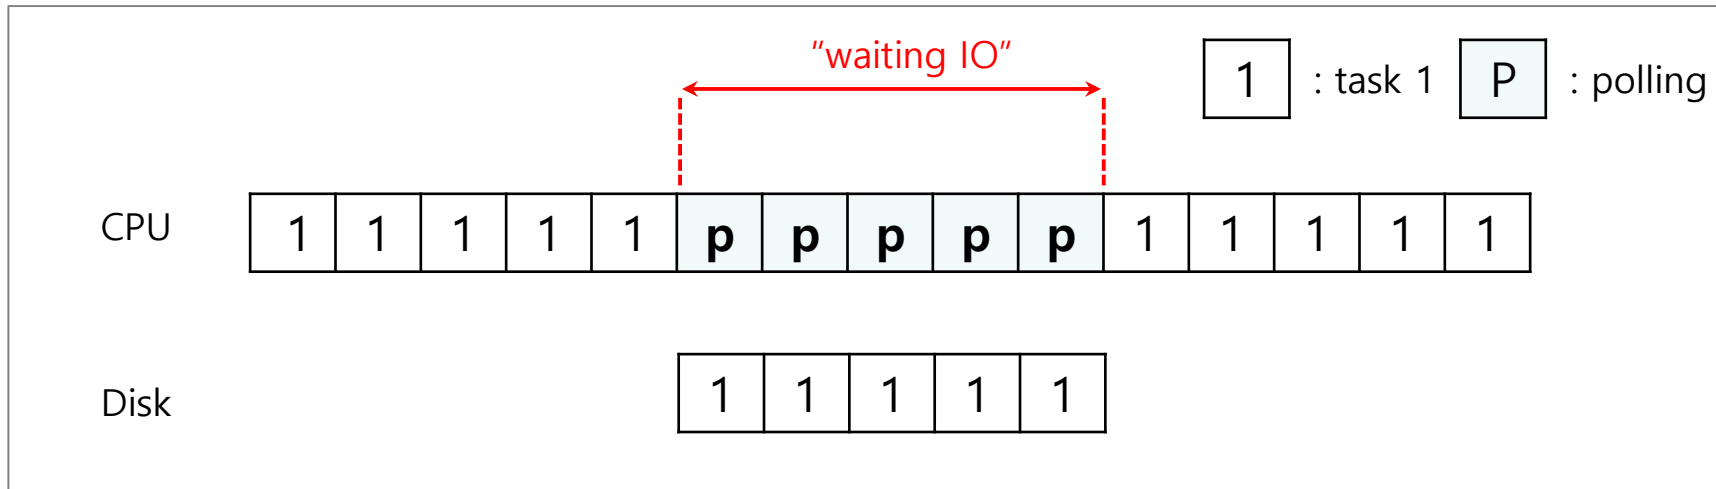 “waiting IO”
1 : task 1 P : polling
CPU 1 1 1 1 1 p p p p p 1 1 1 1 1
Disk 1 1 1 1 1